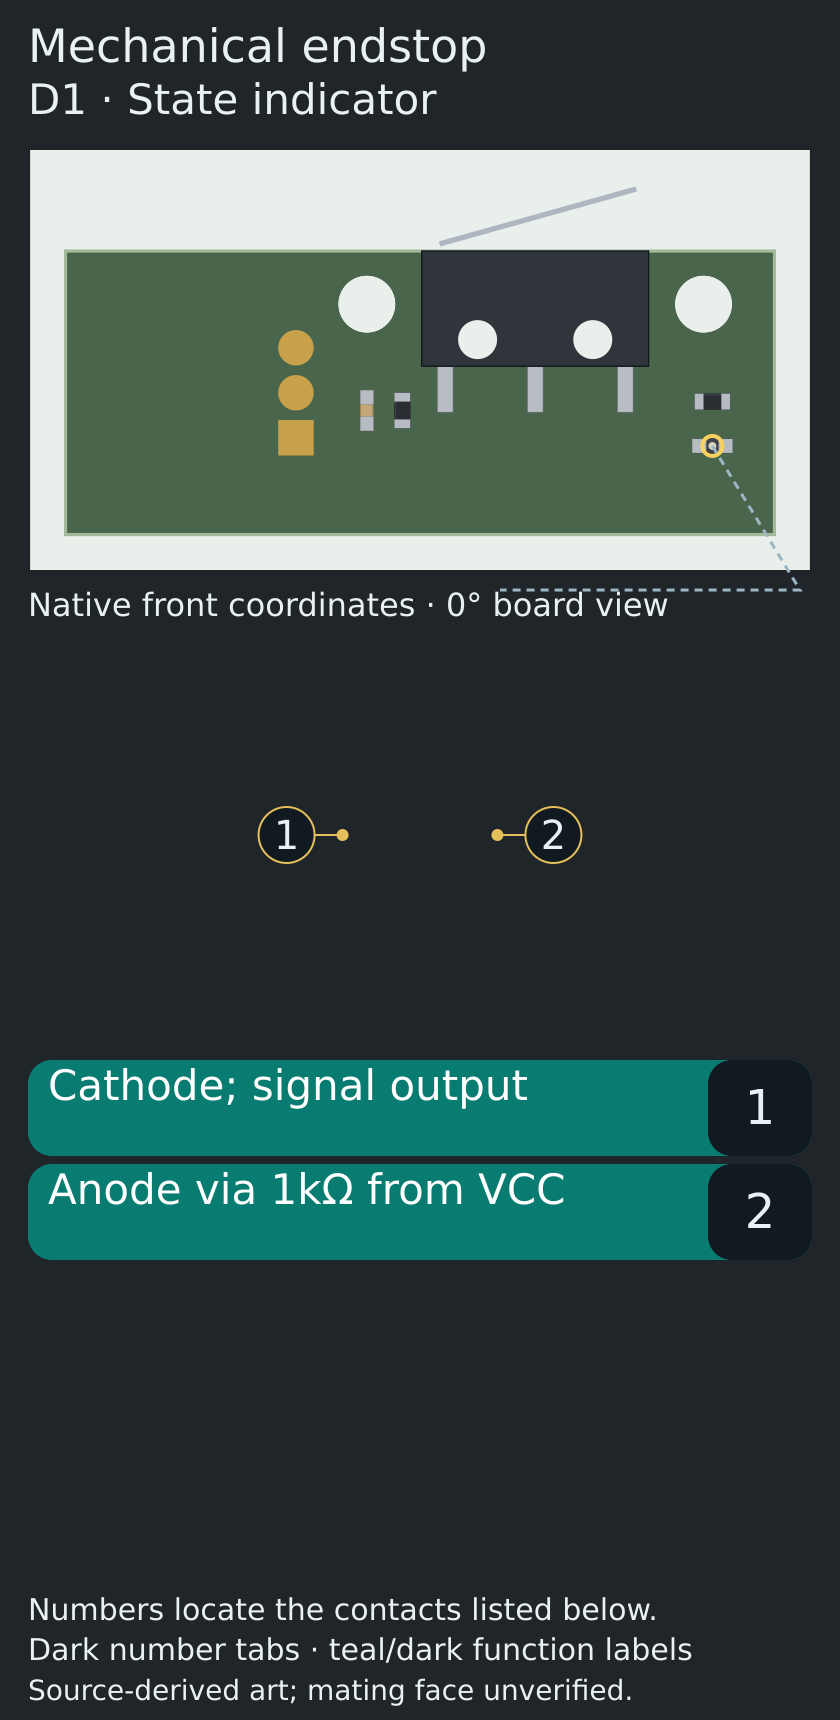 Mechanical endstop
D1 · State indicator
Native front coordinates · 0° board view
1
2
Cathode; signal output
1
Anode via 1kΩ from VCC
2
Numbers locate the contacts listed below.
Dark number tabs · teal/dark function labels
Source-derived art; mating face unverified.